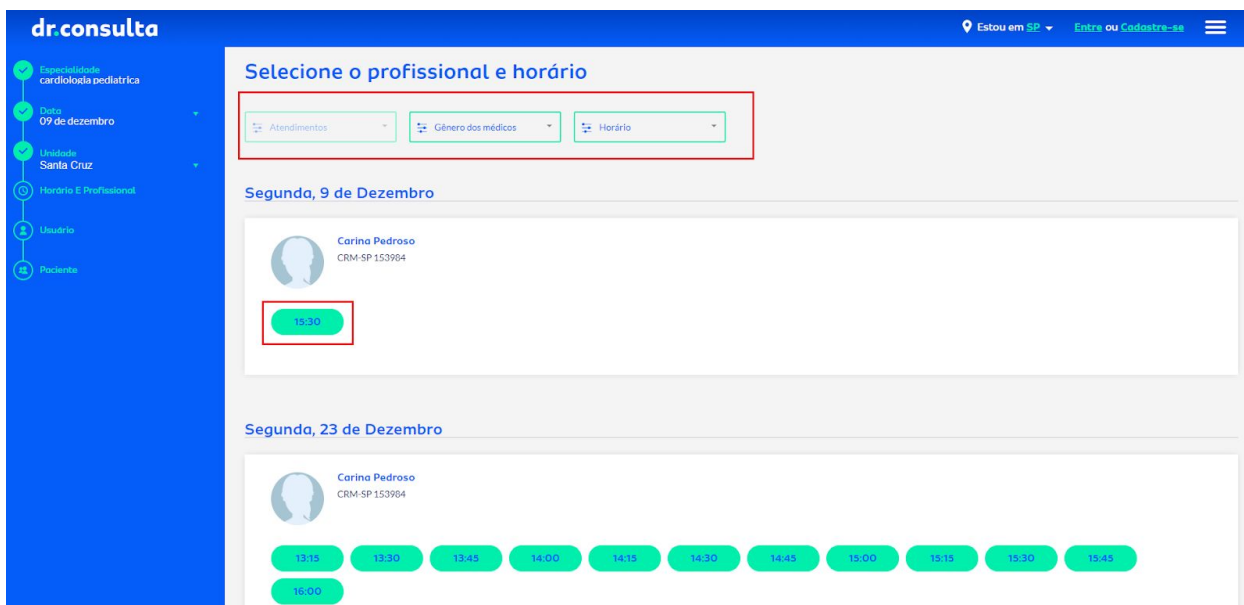 dr.consulta
Estou em SP
Entre ou Cadastre-se
Especialidade
cardiologia pediatrica
Data
09 de dezembro
Unidade
Santa Cruz
Horário E Profissional
Usuário
Paciente
Selecione o profissional e horário
Atendimentos
Gênero dos médicos
Horário
Segunda, 9 de Dezembro
Carina Pedroso
CRM-SP 153984
15:30
Segunda, 23 de Dezembro
Carina Pedroso
CRM-SP 153984
13:15 13:30 13:45 14:00 14:15 14:30 14:45 15:00 15:15 15:30 15:45
16:00